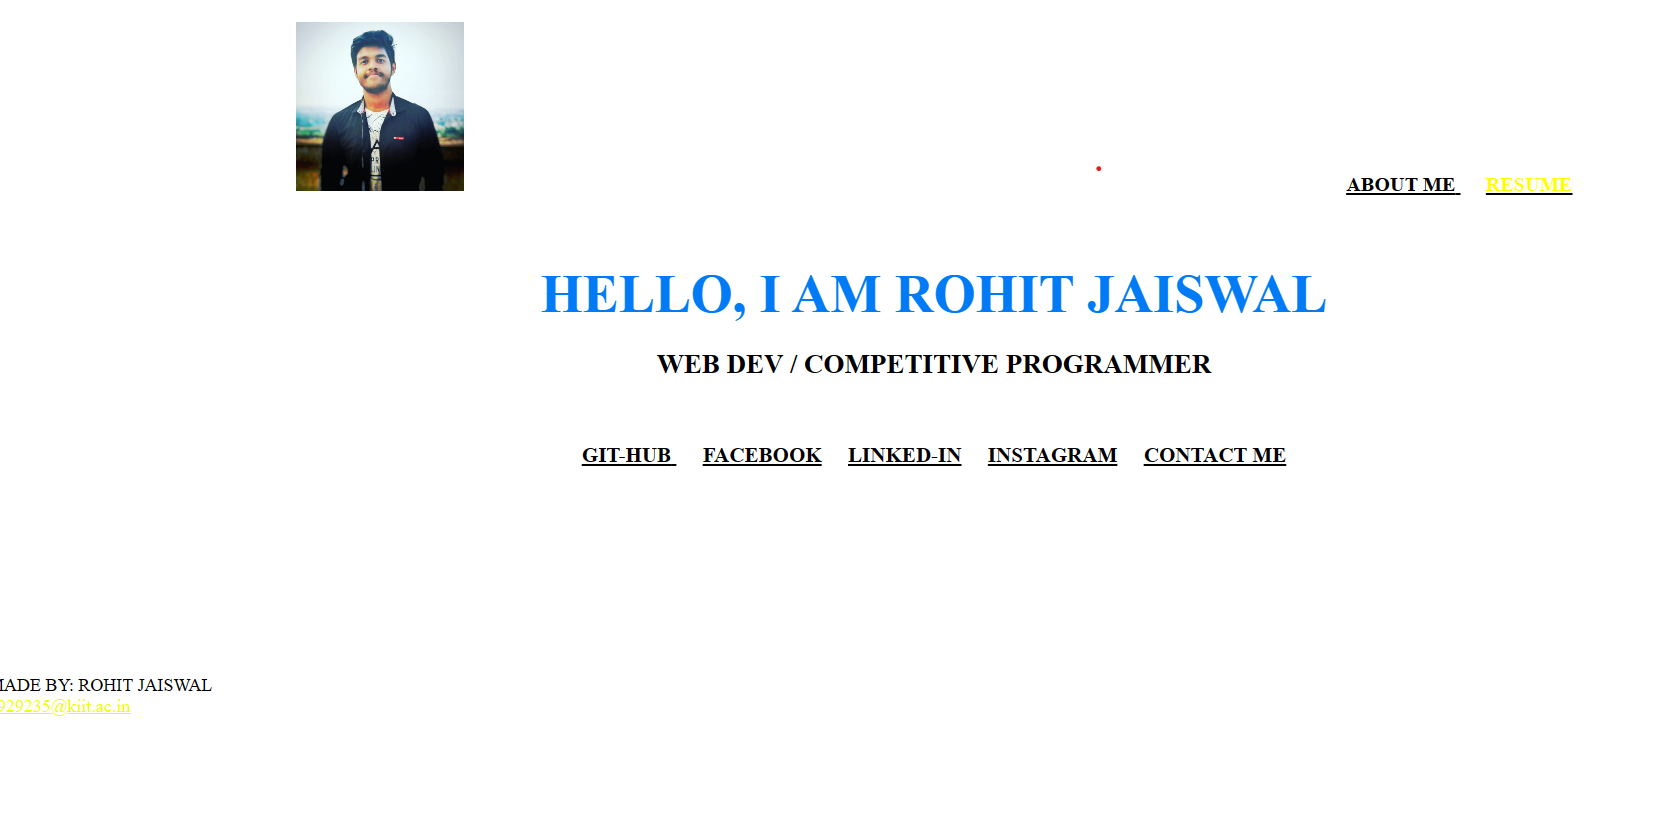 ABOUT ME RESUME
HELLO, I AM ROHIT JAISWAL
WEB DEV / COMPETITIVE PROGRAMMER
GIT-HUB FACEBOOK LINKED-IN INSTAGRAM CONTACT ME
MADE BY: ROHIT JAISWAL
929235@kiit.ac.in